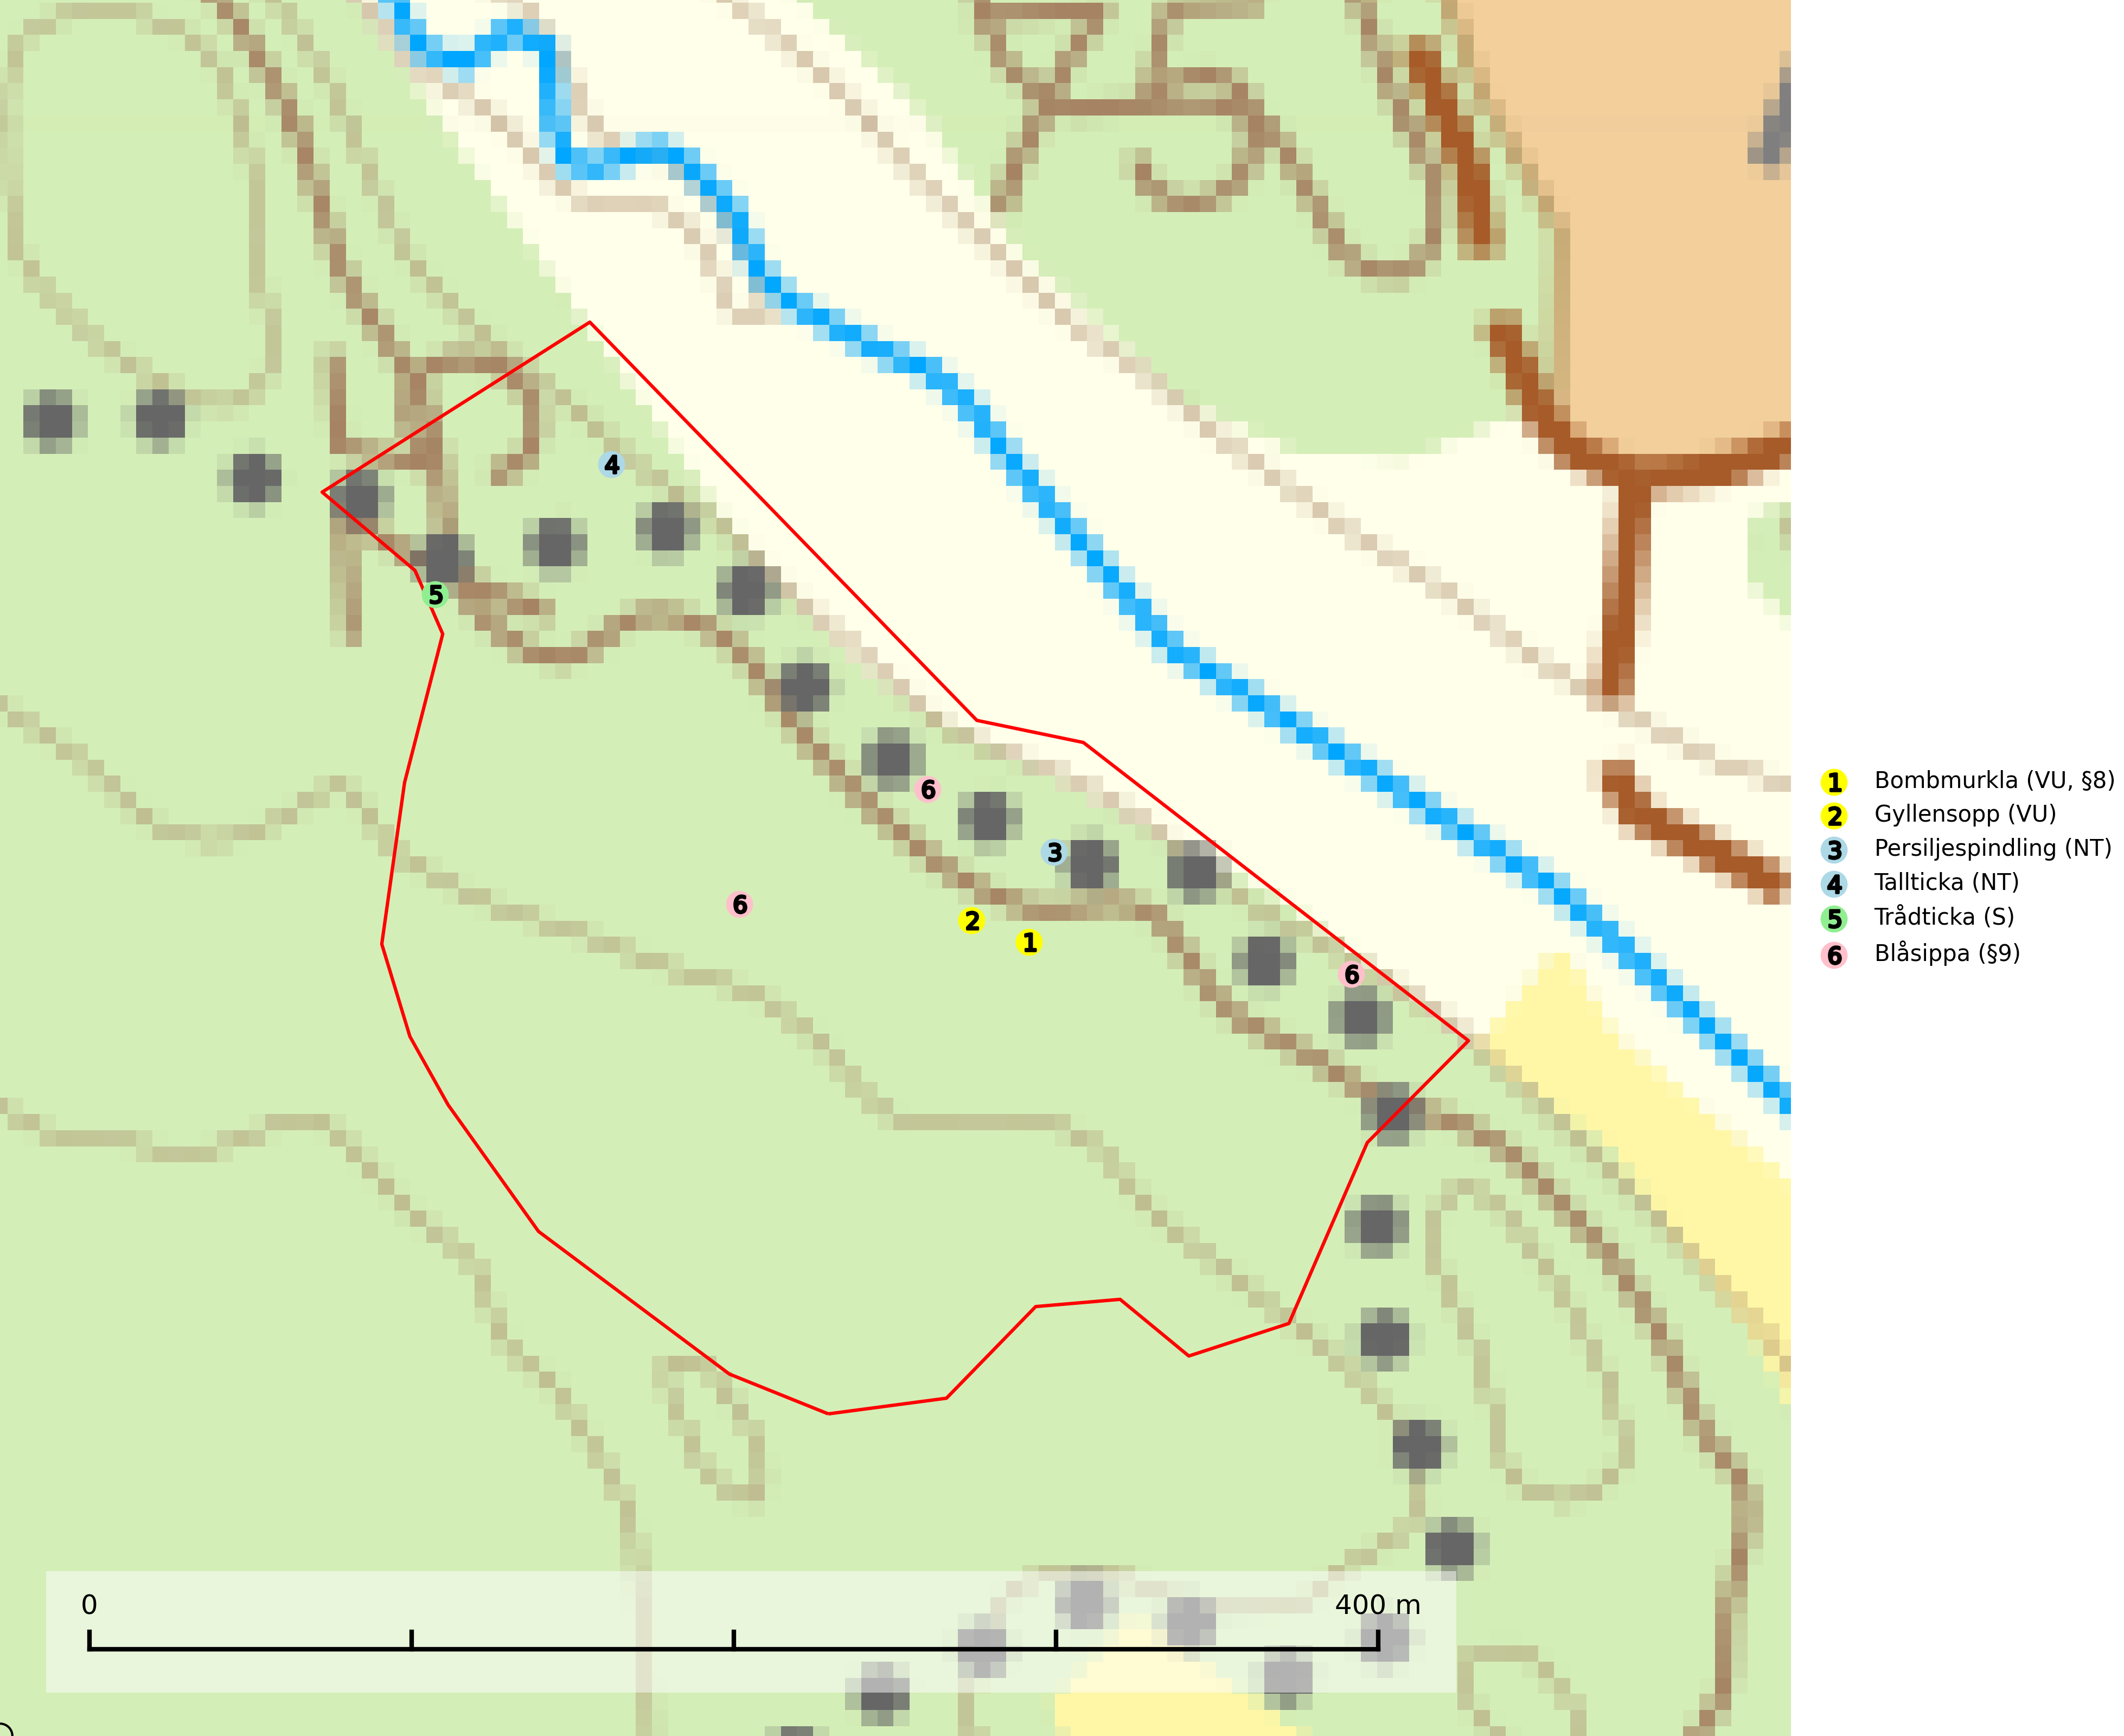 4
5
6
3
6
2
1
6
1 Bombmurkla (VU, §8)
2 Gyllensopp (VU)
3 Persiljespindling (NT)
4 Tallticka (NT)
5 Trådticka (S)
6 Blåsippa (§9)
0 400 m